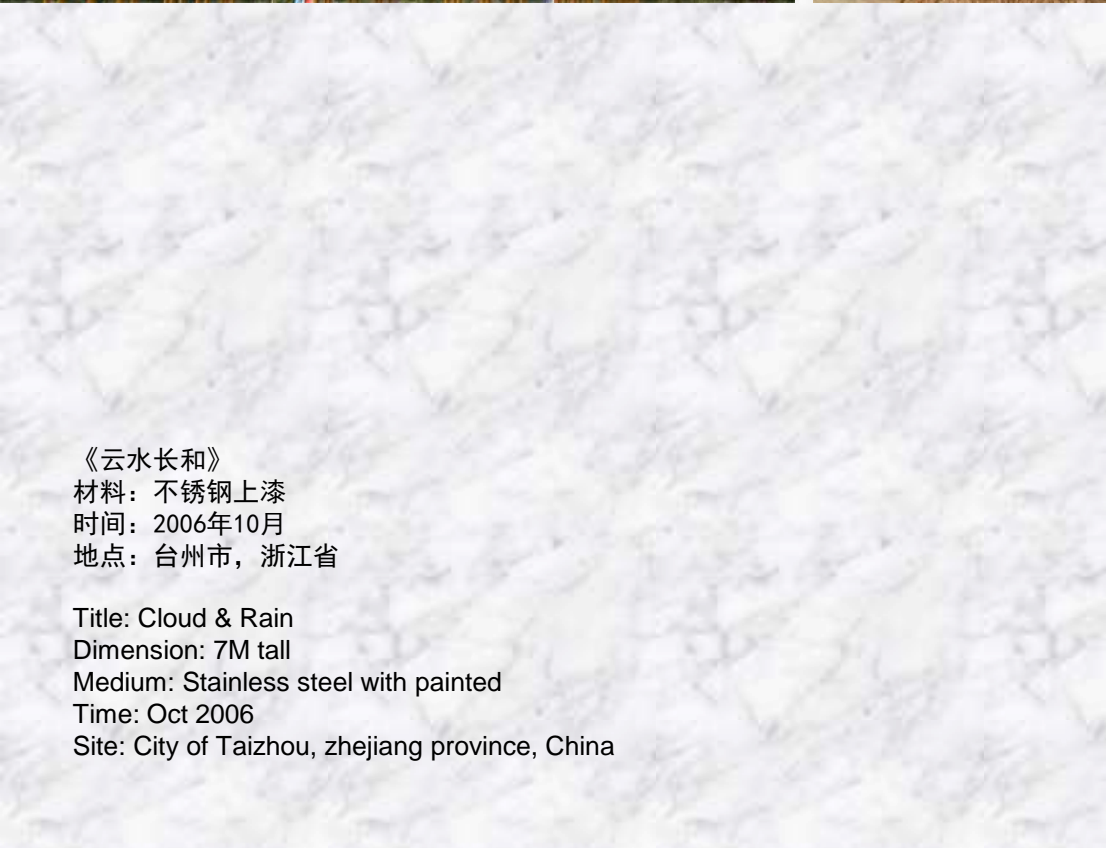 《云水长和》
材料：不锈钢上漆
时间：2006年10月
地点：台州市，浙江省
Title: Cloud & Rain
Dimension: 7M tall
Medium: Stainless steel with painted
Time: Oct 2006
Site: City of Taizhou, zhejiang province, China